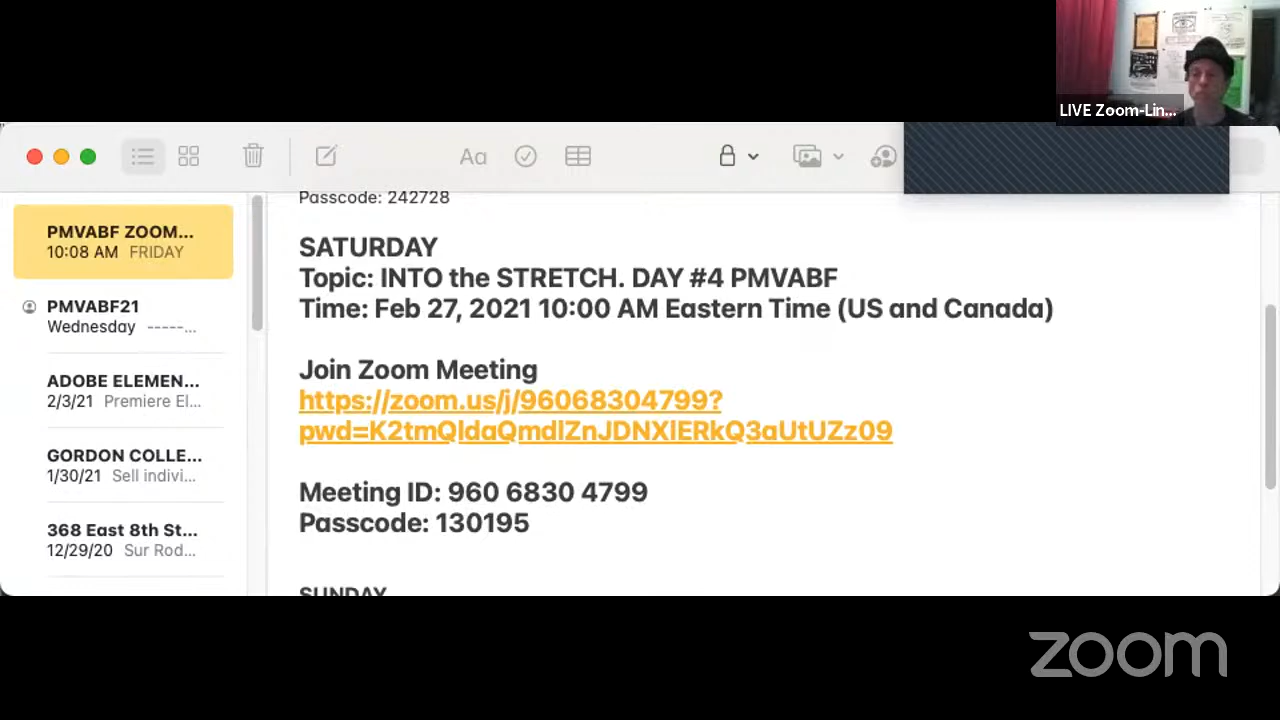 LIVE Zoom-Lin...
Aa
Passcode: 242728
PMVABF ZOOM...
10:08 AM FRIDAY
PMVABF21
Wednesday -----...
ADOBE ELEMEN...
2/3/21 Premiere El...
GORDON COLLE...
1/30/21 Sell indivi...
368 East 8th St...
12/29/20 Sur Rod...
SATURDAY
Topic: INTO the STRETCH. DAY #4 PMVABF
Time: Feb 27, 2021 10:00 AM Eastern Time (US and Canada)
Join Zoom Meeting
https://zoom.us/j/96068304799?
pwd=K2tmQldaQmdlZnJDNXlERkQ3aUtUZz09
Meeting ID: 960 6830 4799
Passcode: 130195
SUNDAY
zoom